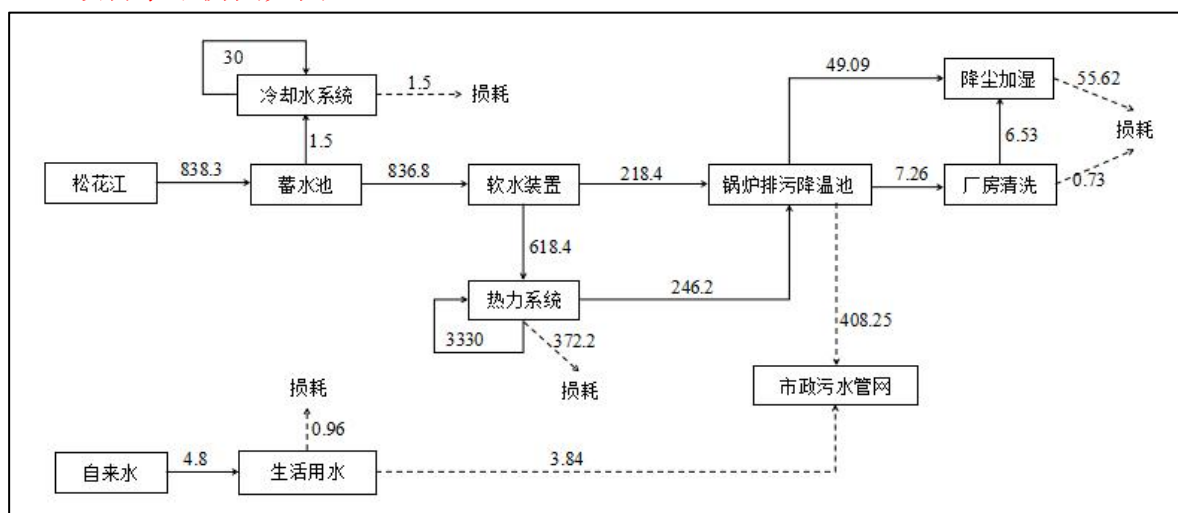 30
冷却水系统
1.5
损耗
1.5
49.09
降尘加湿
55.62
损耗
6.53
松花江
838.3
蓄水池
836.8
软水装置
218.4
锅炉排污降温池
7.26
厂房清洗
0.73
618.4
热力系统
246.2
3330
372.2
损耗
408.25
市政污水管网
损耗
0.96
自来水
4.8
生活用水
3.84